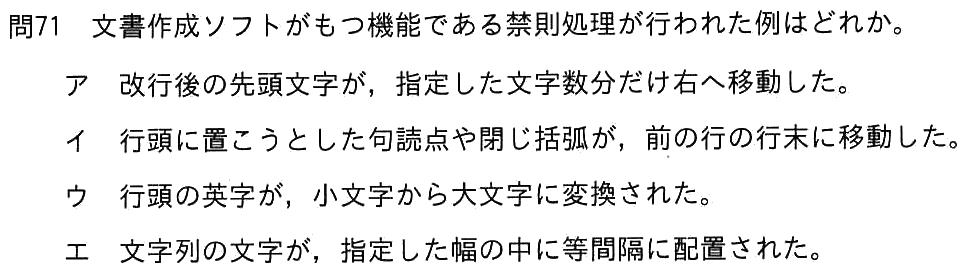 問71 文書作成ソフトがもつ機能である禁則処理が行われた例はどれか。
ア 改行後の先頭文字が，指定した文字数分だけ右へ移動した。
イ 行頭に置こうとした句読点や閉じ括弧が，前の行の行末に移動した。
ウ 行頭の英字が，小文字から大文字に変換された。
エ 文字列の文字が，指定した幅の中に等間隔に配置された。